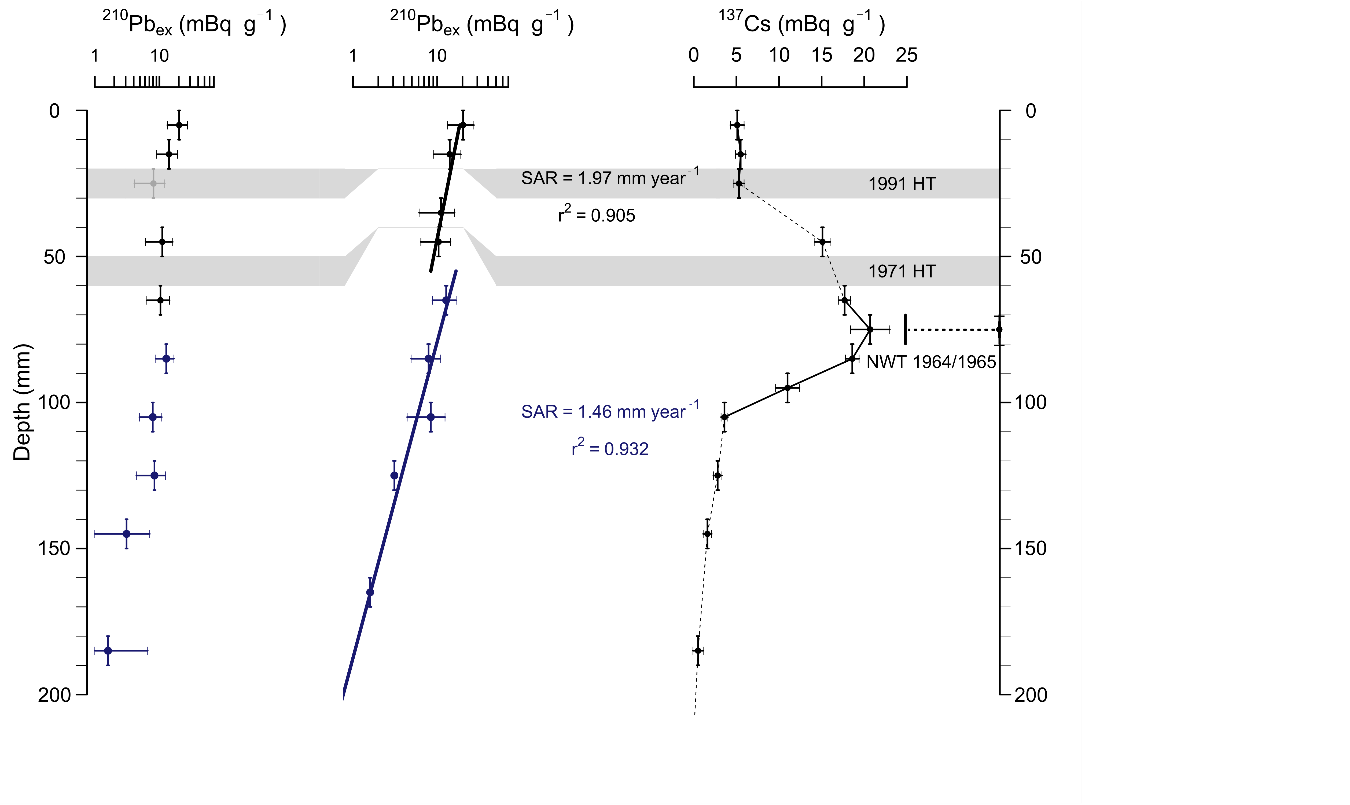 210Pbex (mBq g-1)
210Pbex (mBq g-1)
137Cs (mBq g-1)
1 10
1 10
0 5 10 15 20 25
0
0
SAR = 1.97 mm year-1
1991 HT
r2 = 0.905
50
50
1971 HT
NWT 1964/1965
Depth (mm)
100
100
SAR = 1.46 mm year-1
r2 = 0.932
150
150
200
200